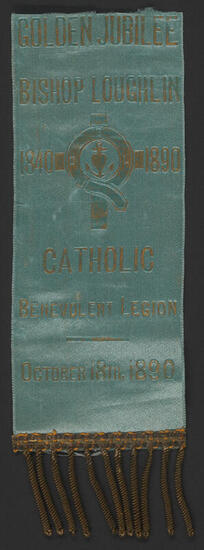 GOLDEN JUBILEE
BISHOP LOUGHLIN
1840 1890
CATHOLIC
BENEVOLENT LEGION
OCTOBER 18TH, 1890